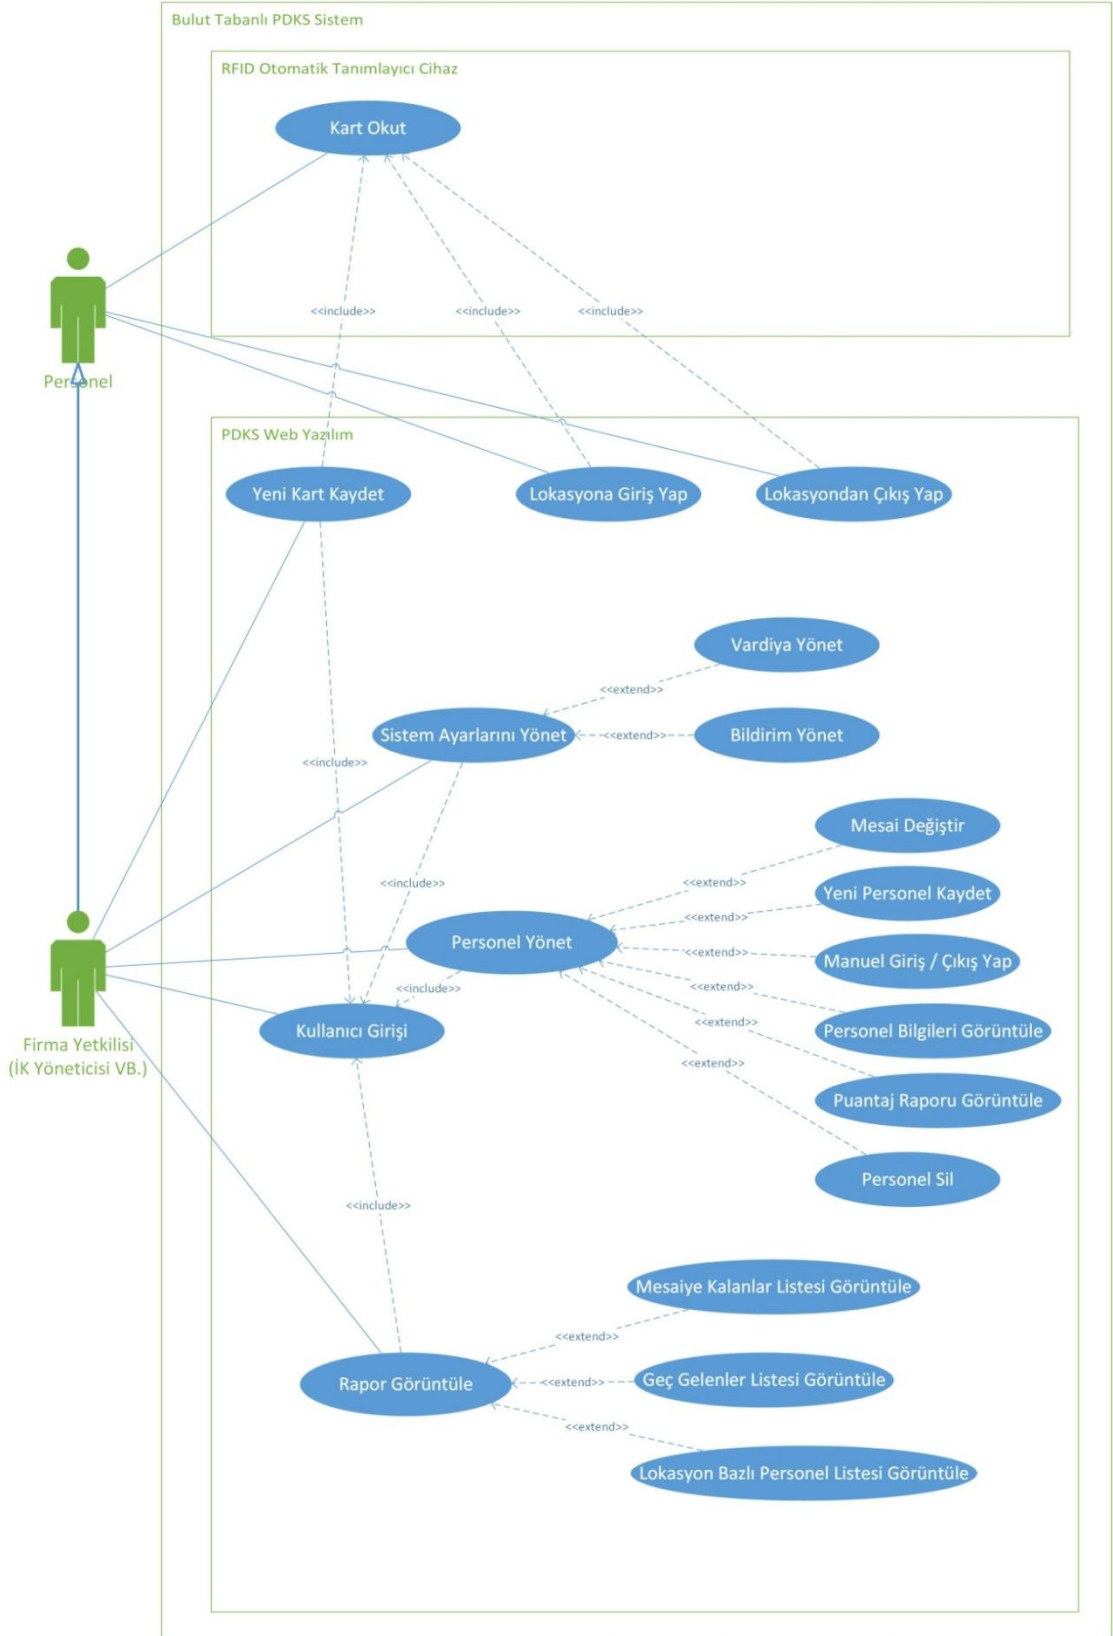 Bulut Tabanlı PDKS Sistem
RFID Otomatik Tanımlayıcı Cihaz
Kart Okut
<<include>>
<<include>>
<<include>>
Personel
PDKS Web Yazılım
Yeni Kart Kaydet
Lokasyona Giriş Yap
Lokasyondan Çıkış Yap
Vardiya Yönet
<<extend>>
Sistem Ayarlarını Yönet
<<extend>>
Bildirim Yönet
<<include>>
Mesai Değiştir
<<include>>
<<extend>>
Yeni Personel Kaydet
<<extend>>
Personel Yönet
<<extend>>
Manuel Giriş / Çıkış Yap
<<include>>
<<extend>>
Kullanıcı Girişi
<<extend>>
Personel Bilgileri Görüntüle
Firma Yetkilisi
(İK Yöneticisi VB.)
<<extend>>
Puantaj Raporu Görüntüle
Personel Sil
<<include>>
Mesaiye Kalanlar Listesi Görüntüle
<<extend>>
Rapor Görüntüle
<<extend>>
Geç Gelenler Listesi Görüntüle
<<extend>>
Lokasyon Bazlı Personel Listesi Görüntüle